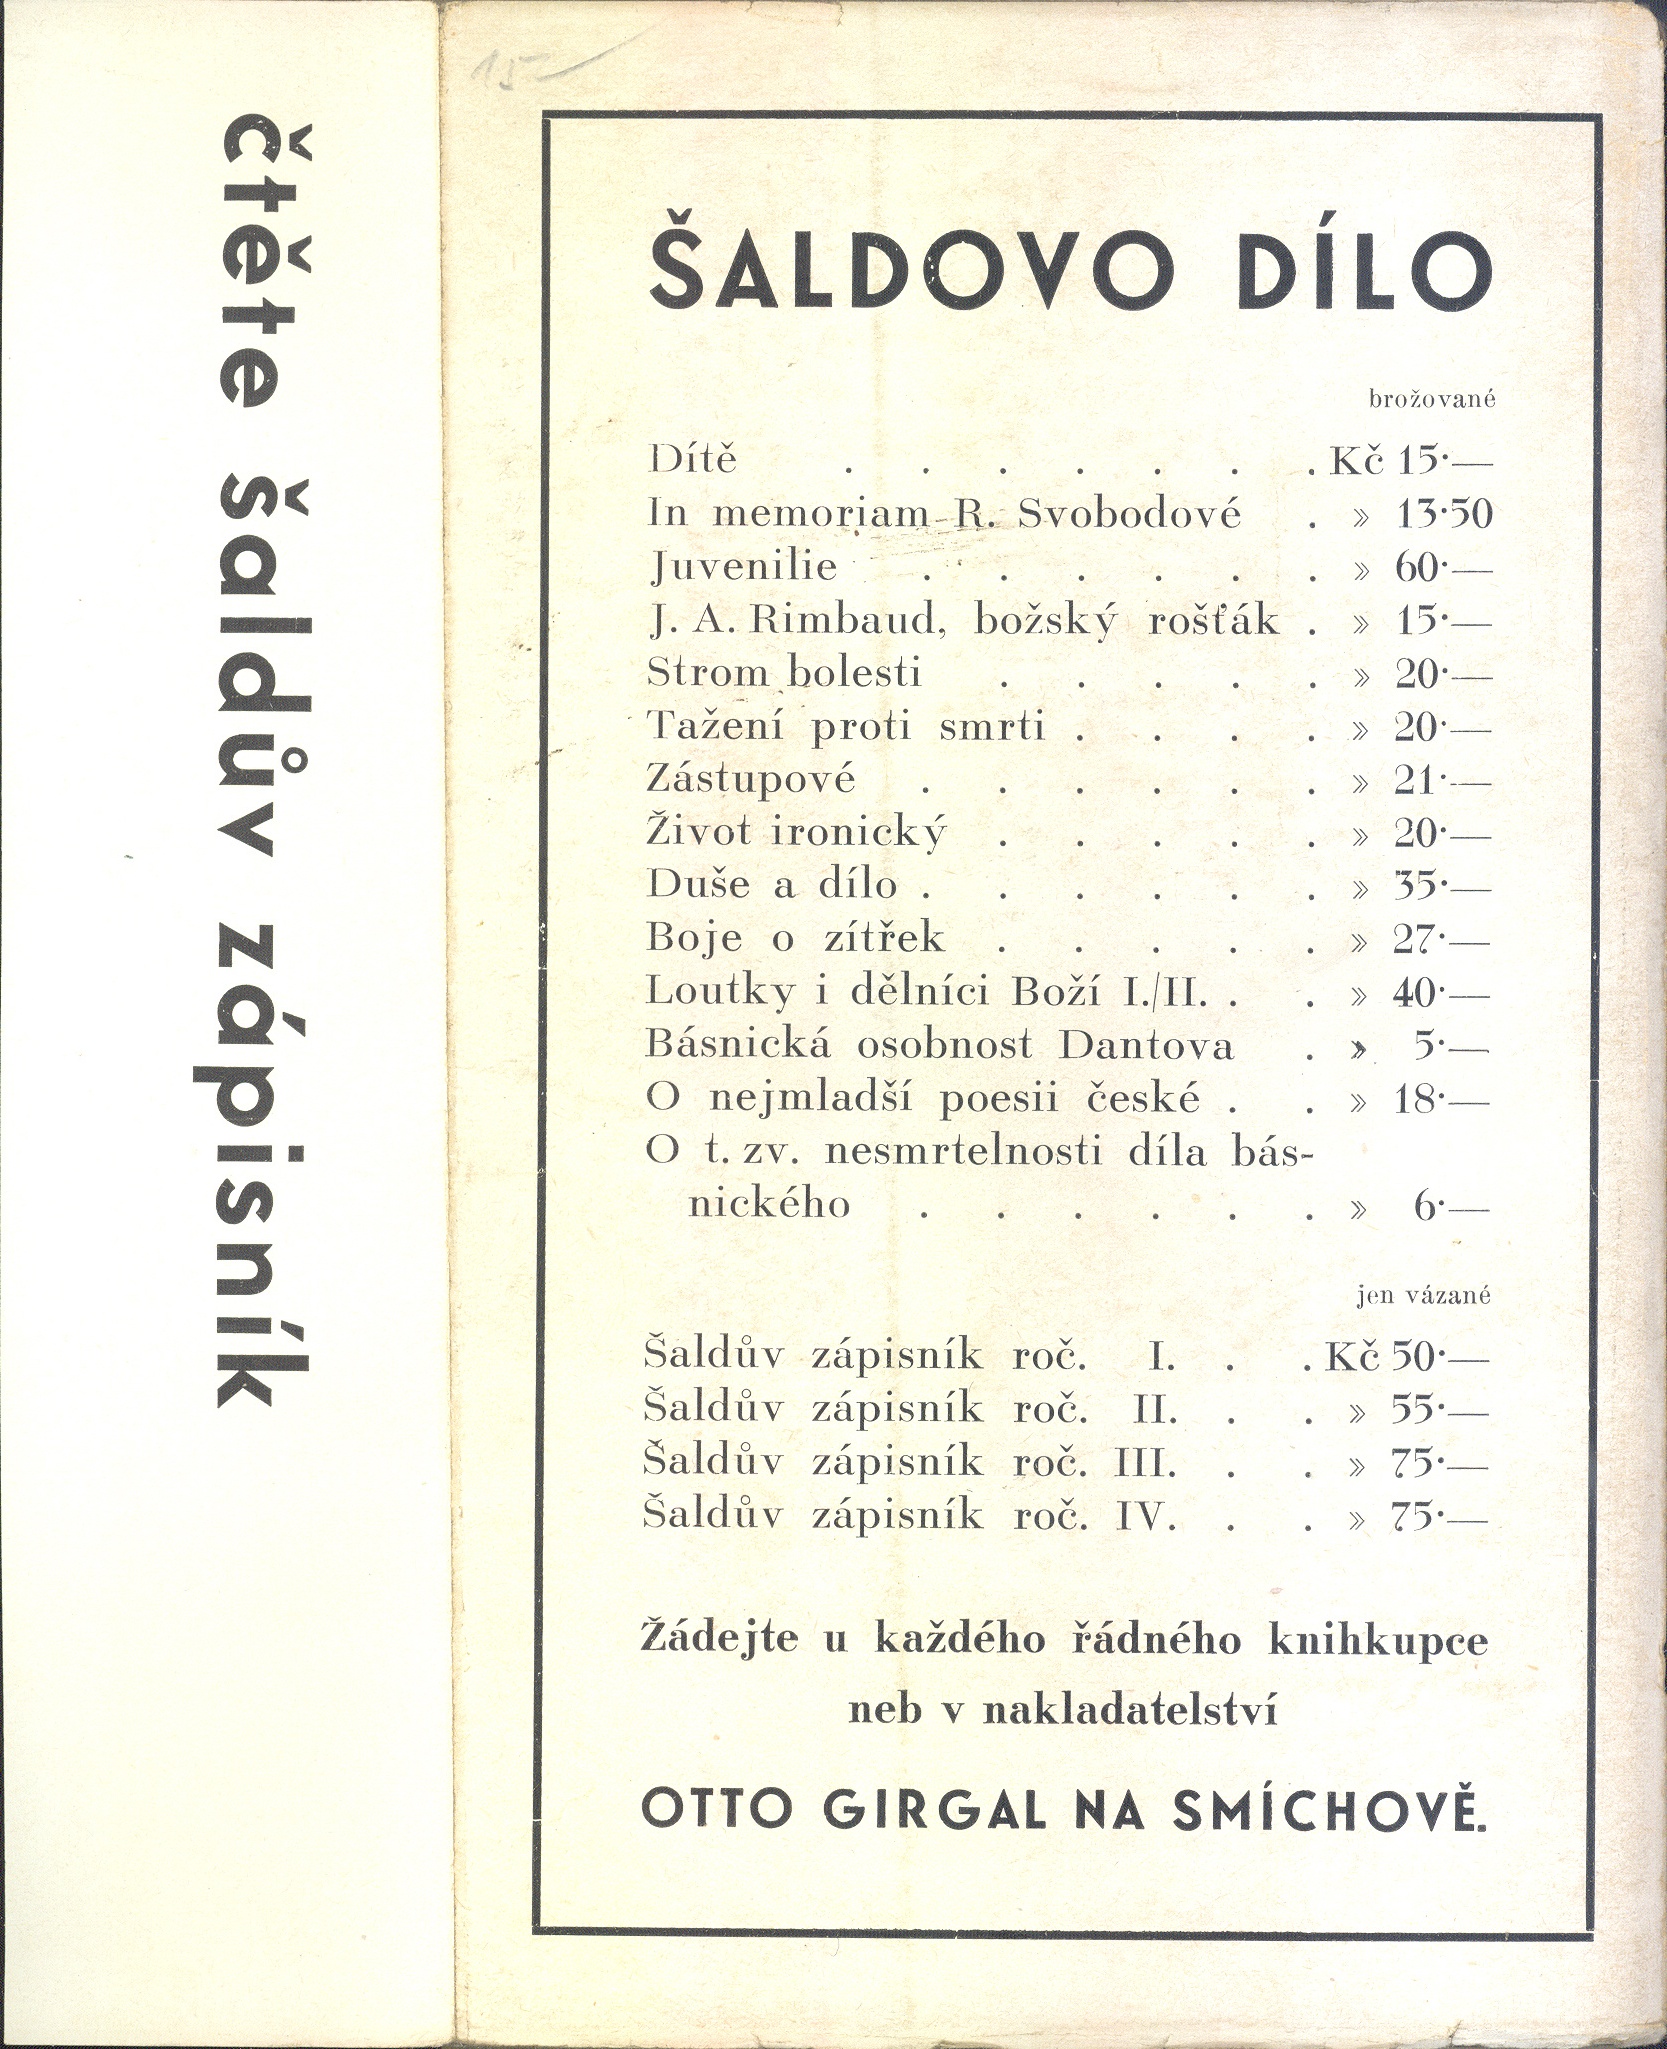 čtěte šaldův zápisník
15–
ŠALDOVO DÍLO
brožované
Dítě . . . . . . . Kč 15·—
In memoriam R. Svobodové . » 13·50
Juvenilie . . . . . . » 60·—
J. A. Rimbaud, božský rošťák . » 15·—
Strom bolesti . . . . . » 20·—
Tažení proti smrti . . . . » 20·—
Zástupové . . . . . . » 21·—
Život ironický . . . . . » 20·—
Duše a dílo . . . . . . » 35·—
Boje o zítřek . . . . . » 27·—
Loutky i dělníci Boží I./II. . . » 40·—
Básnická osobnost Dantova . » 5·—
O nejmladší poesii české . . » 18·—
O t. zv. nesmrtelnosti díla bás-
nického . . . . . . » 6·—
jen vázané
Šaldův zápisník roč. I. . . Kč 50·—
Šaldův zápisník roč. II. . . » 55·—
Šaldův zápisník roč. III. . . » 75·—
Šaldův zápisník roč. IV. . . » 75·—
Žádejte u každého řádného knihkupce
neb v nakladatelství
OTTO GIRGAL NA SMÍCHOVĚ.